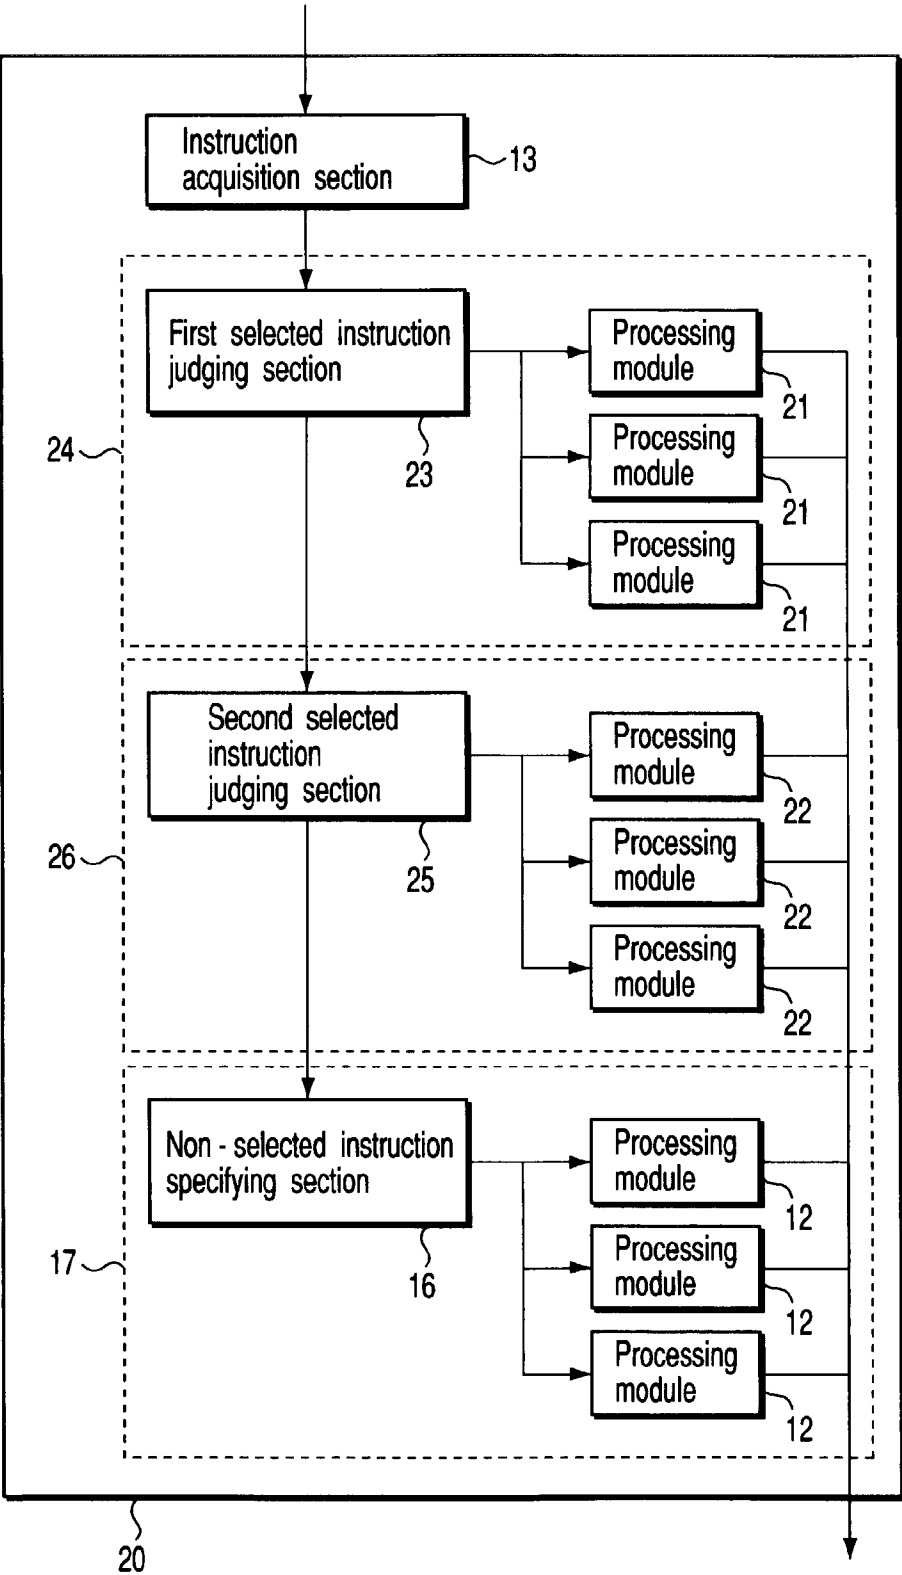 Instruction
acquisition section
13
First selected instruction
judging section
23
24
Processing
module
21
Processing
module
21
Processing
module
21
Second selected
instruction
judging section
25
26
Processing
module
22
Processing
module
22
Processing
module
22
Non - selected instruction
specifying section
16
17
Processing
module
12
Processing
module
12
Processing
module
12
20